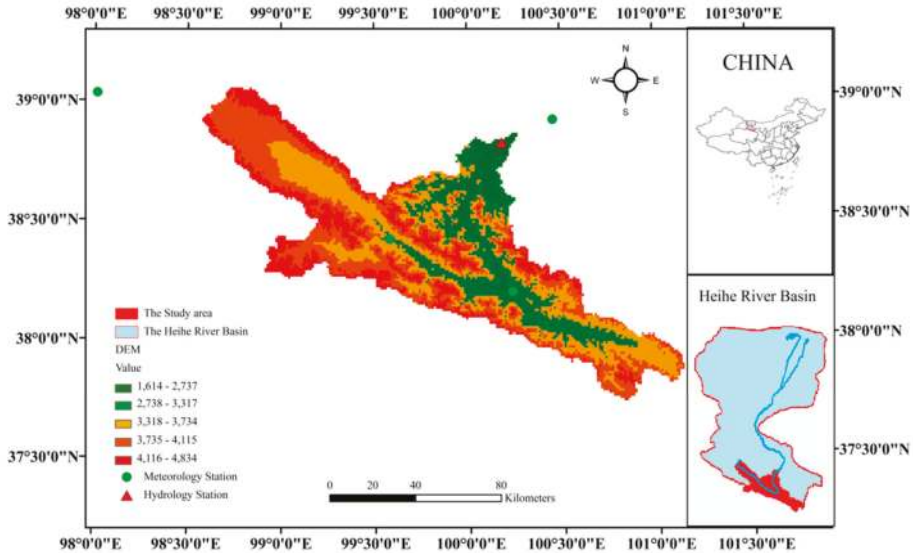 98°0'0"E 98°30'0"E 99°0'0"E 99°30'0"E 100°0'0"E 100°30'0"E 101°0'0"E 101°30'0"E
N
W E
S
CHINA
39°0'0"N
39°0'0"N
38°30'0"N
38°30'0"N
Heihe River Basin
The Study area
The Heihe River Basin
DEM
Value
1,614 - 2,737
2,738 - 3,317
3,318 - 3,734
3,735 - 4,115
4,116 - 4,834
Meteorology Station
Hydrology Station
38°0'0"N
38°0'0"N
37°30'0"N
37°30'0"N
0 20 40 80
Kilometers
98°0'0"E 98°30'0"E 99°0'0"E 99°30'0"E 100°0'0"E 100°30'0"E 101°0'0"E 101°30'0"E